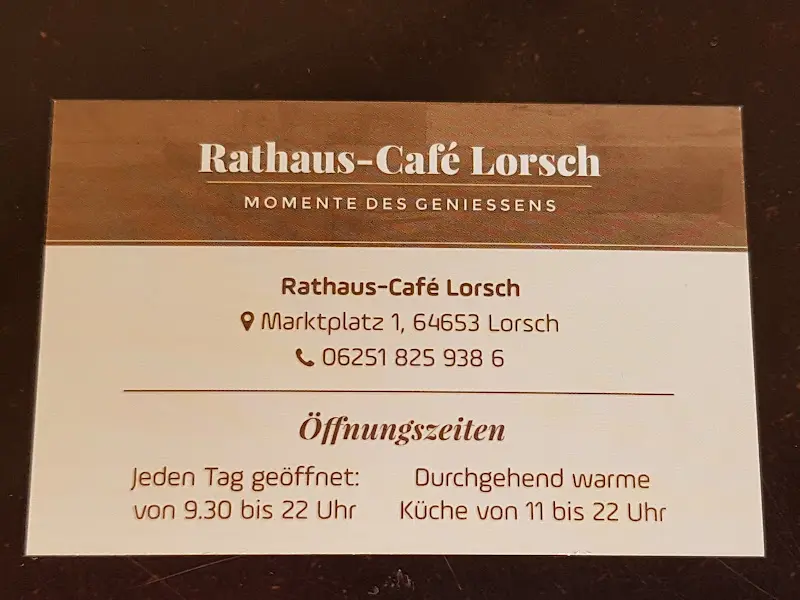 Rathaus-Café Lorsch
MOMENTE DES GENIESSENS
Rathaus-Café Lorsch
Marktplatz 1, 64653 Lorsch
06251 825 938 6
Öffnungszeiten
Jeden Tag geöffnet:
von 9.30 bis 22 Uhr
Durchgehend warme
Küche von 11 bis 22 Uhr